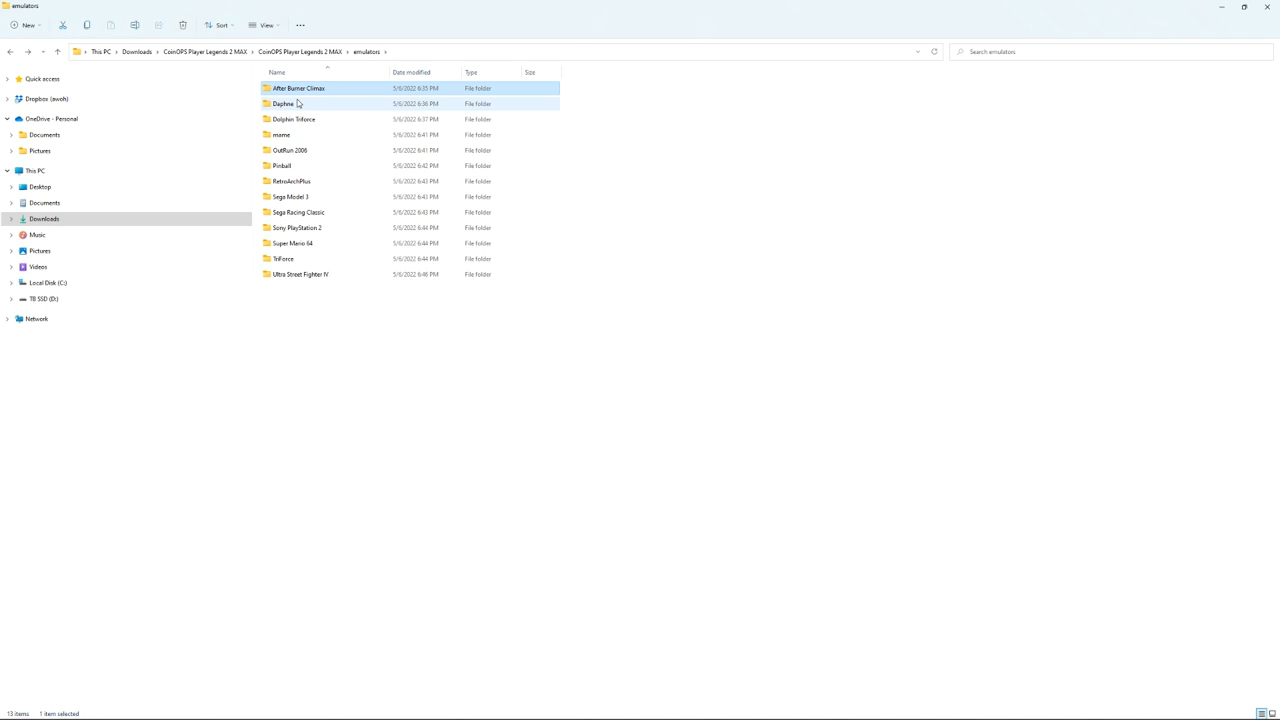 emulators
New
Sort
View
This PC > Downloads > CoinOPS Player Legends 2 MAX > CoinOPS Player Legends 2 MAX > emulators >
Search emulators
Name Date modified Type Size
Quick access
Dropbox (awoh)
OneDrive - Personal
Documents
Pictures
This PC
Desktop
Documents
Downloads
Music
Pictures
Videos
Local Disk (C:)
TB SSD (D:)
Network
After Burner Climax 5/6/2022 6:35 PM File folder
Daphne 5/6/2022 6:36 PM File folder
Dolphin Triforce 5/6/2022 6:37 PM File folder
mame 5/6/2022 6:41 PM File folder
OutRun 2006 5/6/2022 6:41 PM File folder
Pinball 5/6/2022 6:42 PM File folder
RetroArchPlus 5/6/2022 6:43 PM File folder
Sega Model 3 5/6/2022 6:43 PM File folder
Sega Racing Classic 5/6/2022 6:43 PM File folder
Sony PlayStation 2 5/6/2022 6:44 PM File folder
Super Mario 64 5/6/2022 6:44 PM File folder
TriForce 5/6/2022 6:44 PM File folder
Ultra Street Fighter IV 5/6/2022 6:46 PM File folder
13 items 1 item selected